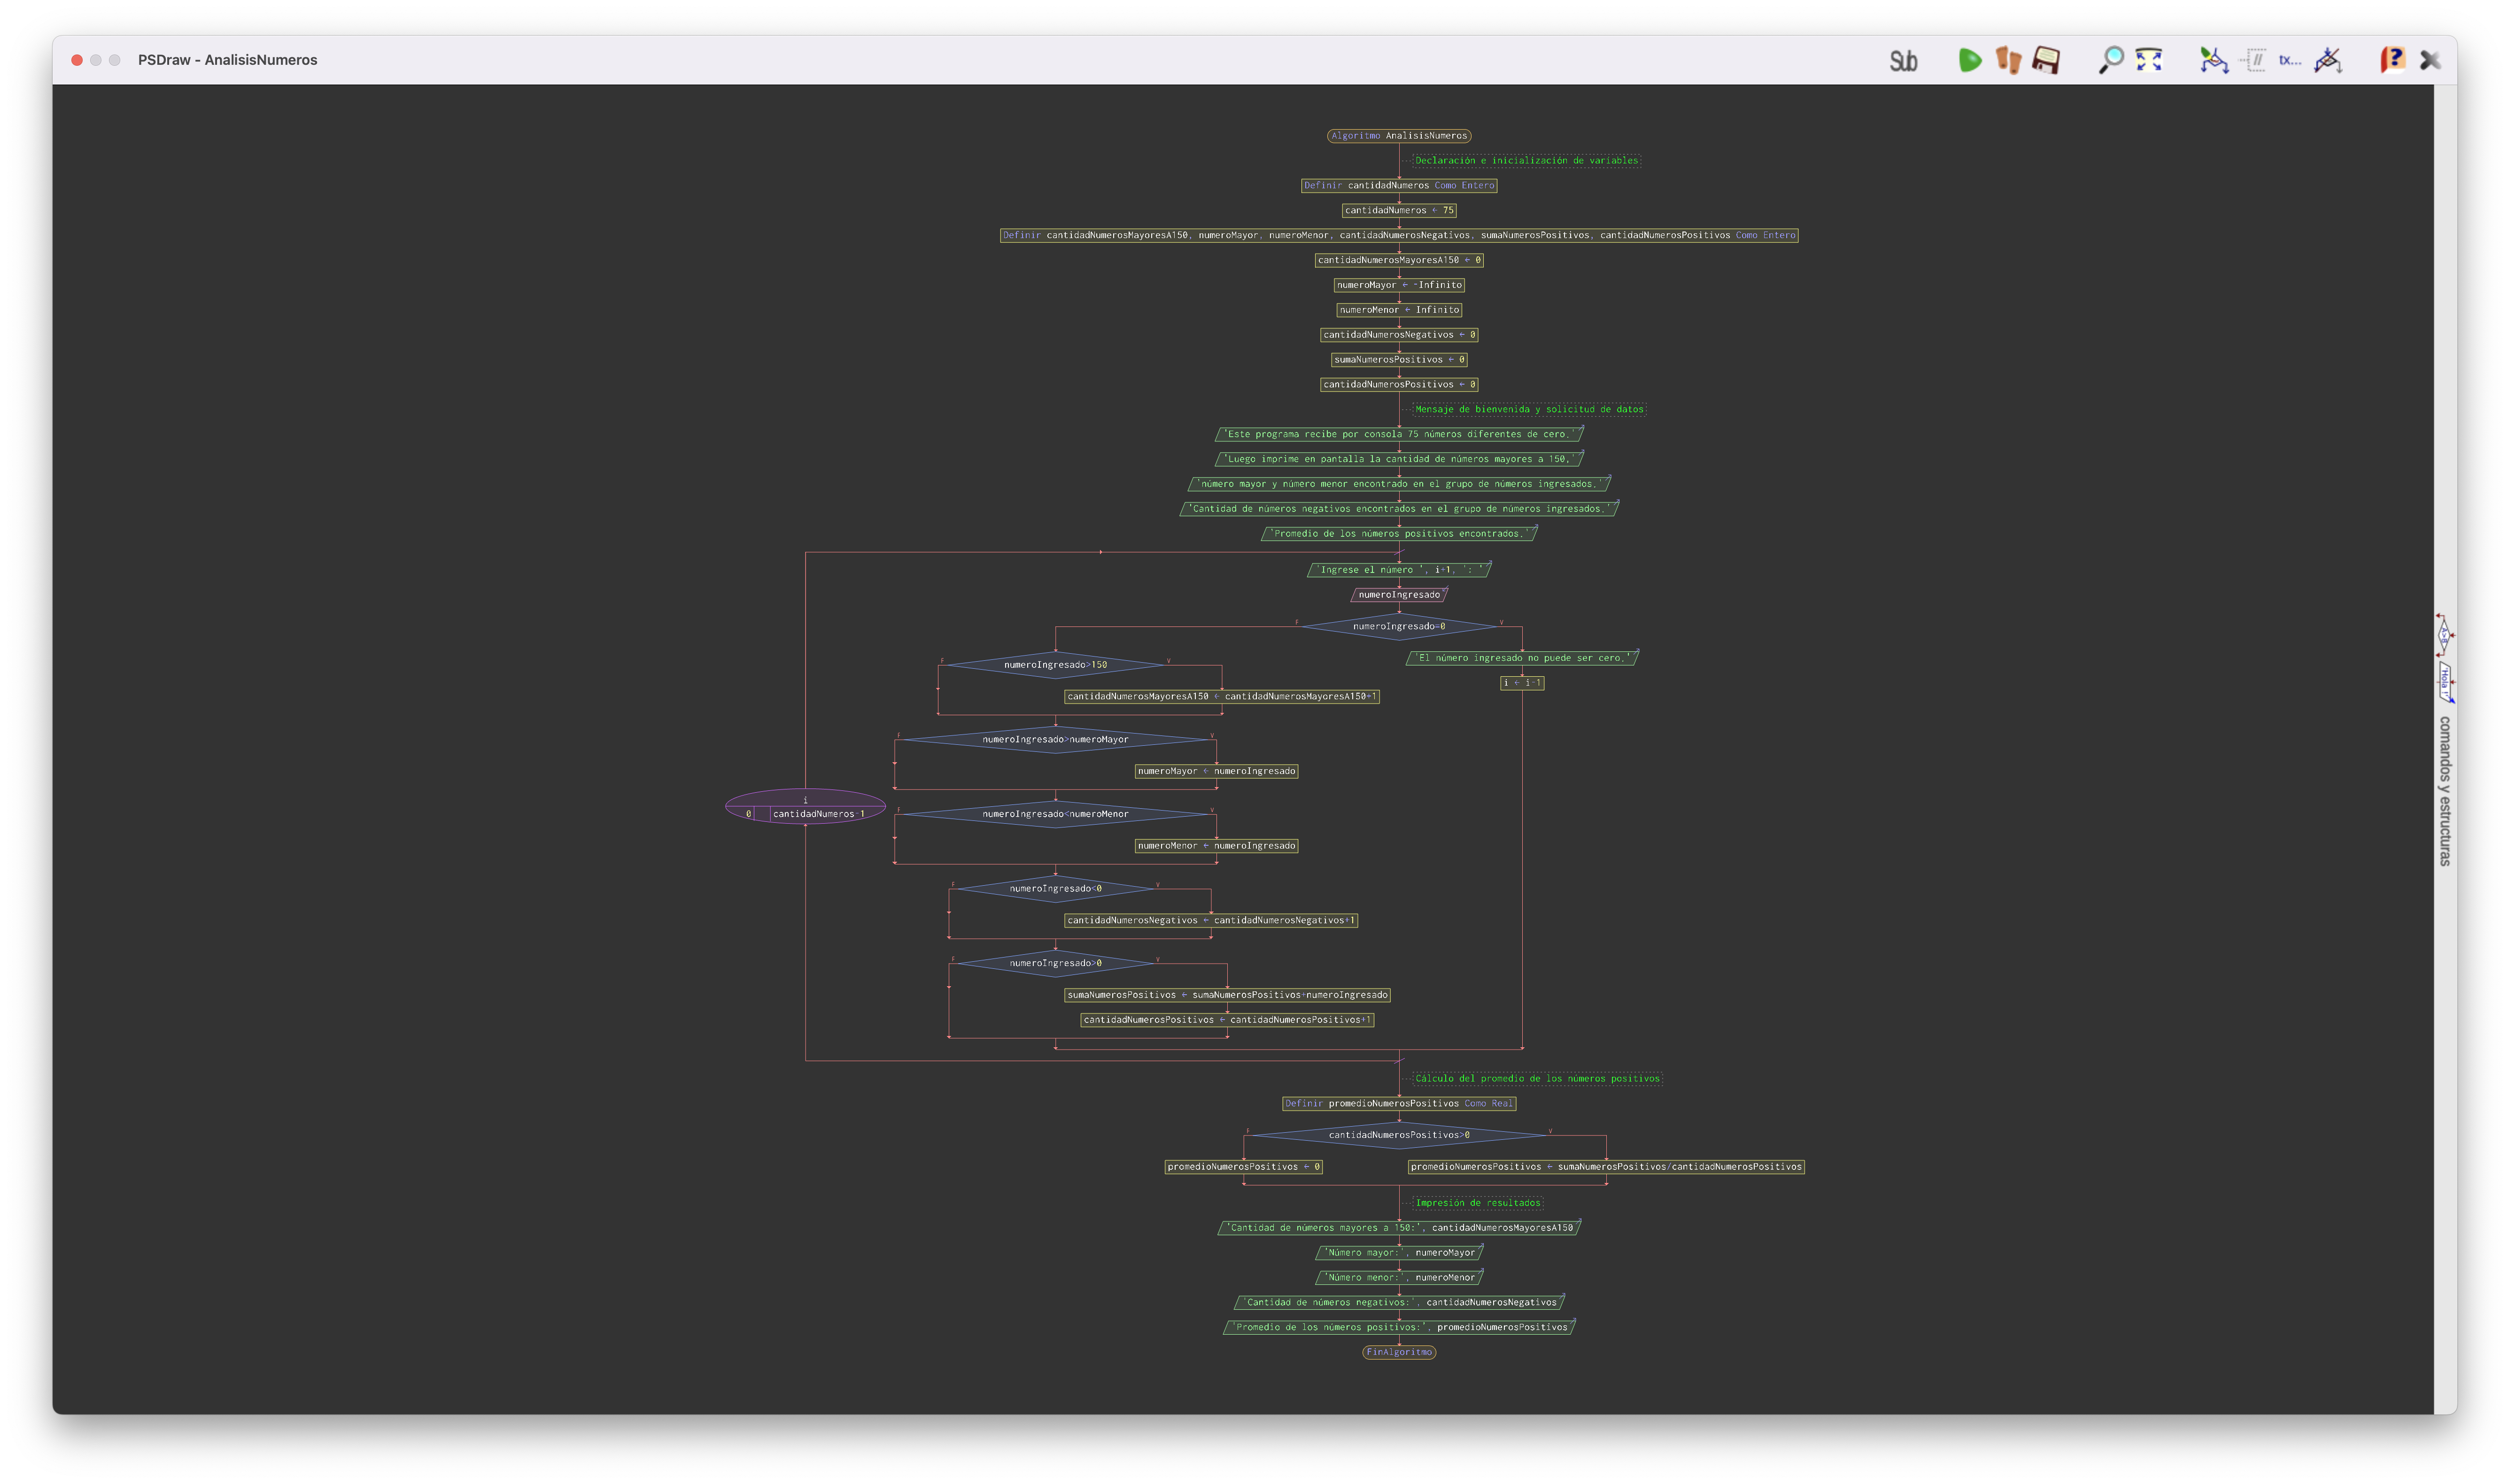 PSDraw - AnalisisNumeros
Sub
tx...
Algoritmo AnalisisNumeros
Declaración e inicialización de variables
Definir cantidadNumeros Como Entero
cantidadNumeros ← 75
Definir cantidadNumerosMayoresA150, numeroMayor, numeroMenor, cantidadNumerosNegativos, sumaNumerosPositivos, cantidadNumerosPositivos Como Entero
cantidadNumerosMayoresA150 ← 0
numeroMayor ← -Infinito
numeroMenor ← Infinito
cantidadNumerosNegativos ← 0
sumaNumerosPositivos ← 0
cantidadNumerosPositivos ← 0
Mensaje de bienvenida y solicitud de datos
'Este programa recibe por consola 75 números diferentes de cero.'
'Luego imprime en pantalla la cantidad de números mayores a 150,'
'número mayor y número menor encontrado en el grupo de números ingresados.'
'Cantidad de números negativos encontrados en el grupo de números ingresados.'
'Promedio de los números positivos encontrados.'
'Ingrese el número ', i+1, ': '
numeroIngresado
F
numeroIngresado=0
V
'El número ingresado no puede ser cero.'
i ← i-1
F
numeroIngresado>150
V
cantidadNumerosMayoresA150 ← cantidadNumerosMayoresA150+1
F
numeroIngresado>numeroMayor
V
numeroMayor ← numeroIngresado
i
0 cantidadNumeros-1
F
numeroIngresado<numeroMenor
V
numeroMenor ← numeroIngresado
F
numeroIngresado<0
V
cantidadNumerosNegativos ← cantidadNumerosNegativos+1
F
numeroIngresado>0
V
sumaNumerosPositivos ← sumaNumerosPositivos+numeroIngresado
cantidadNumerosPositivos ← cantidadNumerosPositivos+1
Cálculo del promedio de los números positivos
Definir promedioNumerosPositivos Como Real
F
cantidadNumerosPositivos>0
V
promedioNumerosPositivos ← 0
promedioNumerosPositivos ← sumaNumerosPositivos/cantidadNumerosPositivos
Impresión de resultados
'Cantidad de números mayores a 150:', cantidadNumerosMayoresA150
'Número mayor:', numeroMayor
'Número menor:', numeroMenor
'Cantidad de números negativos:', cantidadNumerosNegativos
'Promedio de los números positivos:', promedioNumerosPositivos
FinAlgoritmo
A>B
'Hola !'
comandos y estructuras